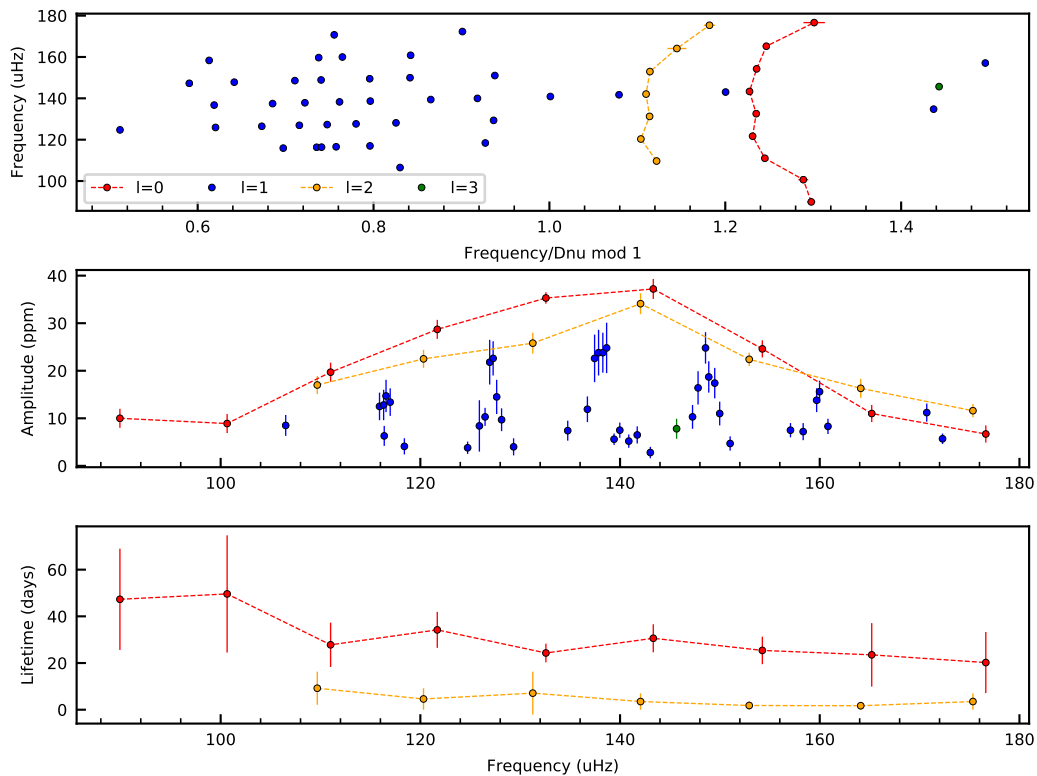 180
160
140
120
100
Frequency (uHz)
l=0 l=1 l=2 l=3
0.6 0.8 1.0 1.2 1.4
Frequency/Dnu mod 1
40
30
20
10
0
Amplitude (ppm)
100 120 140 160 180
60
40
20
0
Lifetime (days)
100 120 140 160 180
Frequency (uHz)